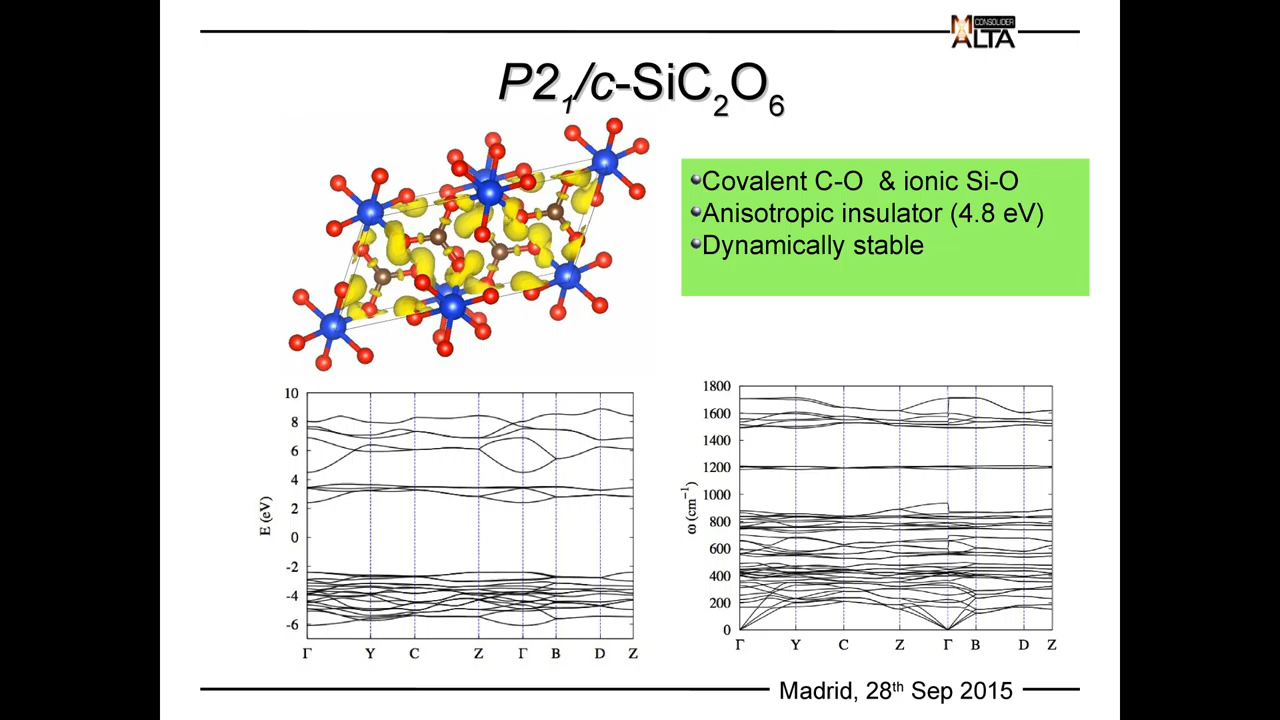 CONSOLIDER
MALTA
P2₁/c-SiC₂O₆
Covalent C-O & ionic Si-O
Anisotropic insulator (4.8 eV)
Dynamically stable
E (eV)
10
8
6
4
2
0
-2
-4
-6
Γ Y C Z Γ B D Z
ω (cm⁻¹)
1800
1600
1400
1200
1000
800
600
400
200
0
Γ Y C Z Γ B D Z
Madrid, 28th Sep 2015